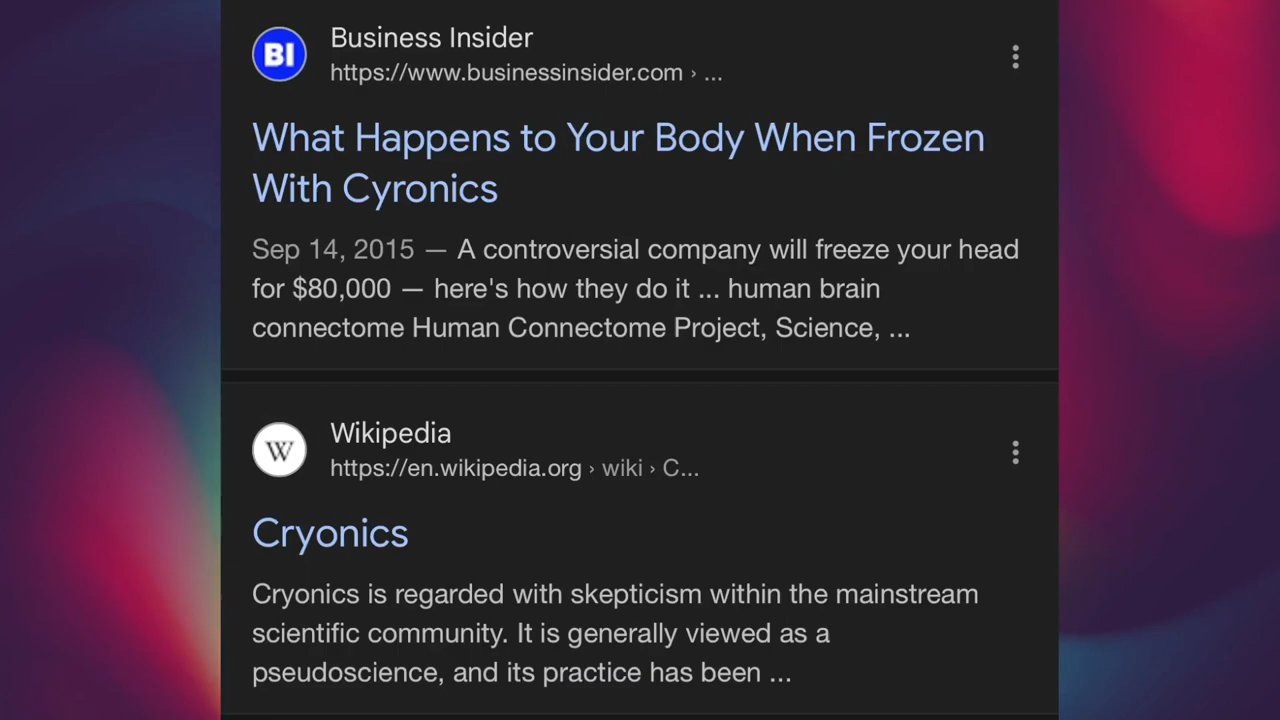 BI
Business Insider
https://www.businessinsider.com › ...
What Happens to Your Body When Frozen
With Cyronics
Sep 14, 2015 — A controversial company will freeze your head
for $80,000 — here's how they do it ... human brain
connectome Human Connectome Project, Science, ...
W
Wikipedia
https://en.wikipedia.org › wiki › C...
Cryonics
Cryonics is regarded with skepticism within the mainstream
scientific community. It is generally viewed as a
pseudoscience, and its practice has been ...